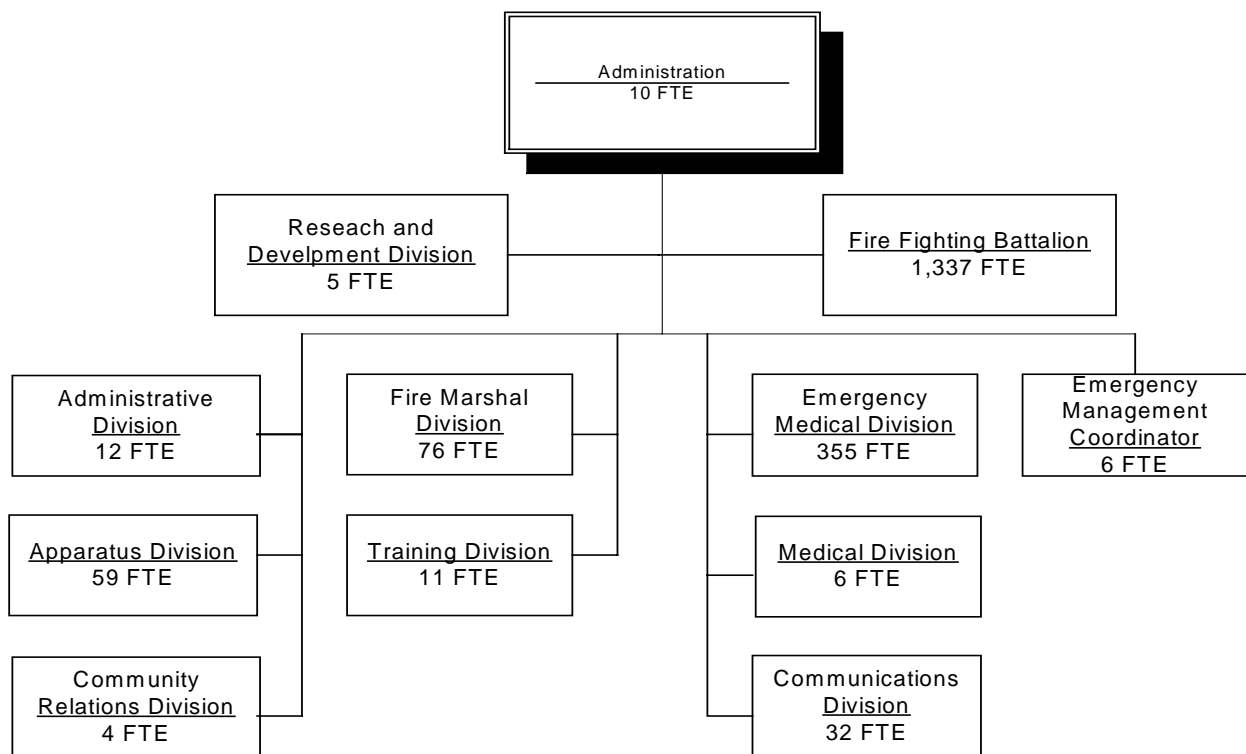 Administration
10 FTE
Reseach and
Develpment Division
5 FTE
Fire Fighting Battalion
1,337 FTE
Administrative
Division
12 FTE
Fire Marshal
Division
76 FTE
Emergency
Medical Division
355 FTE
Emergency
Management
Coordinator
6 FTE
Apparatus Division
59 FTE
Training Division
11 FTE
Medical Division
6 FTE
Community
Relations Division
4 FTE
Communications
Division
32 FTE